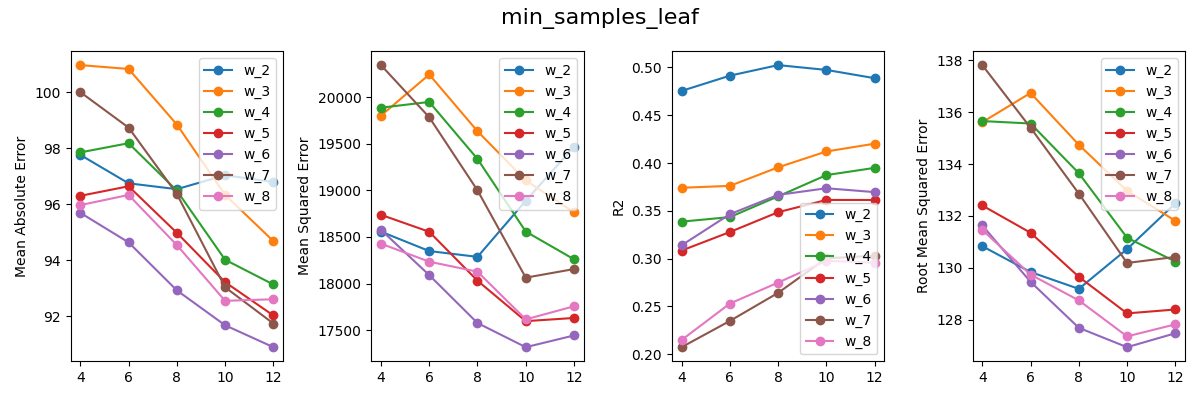 min_samples_leaf
Mean Absolute Error
100
98
96
94
92
4 6 8 10 12
w_2
w_3
w_4
w_5
w_6
w_7
w_8
Mean Squared Error
20000
19500
19000
18500
18000
17500
4 6 8 10 12
w_2
w_3
w_4
w_5
w_6
w_7
w_8
R2
0.50
0.45
0.40
0.35
0.30
0.25
0.20
4 6 8 10 12
w_2
w_3
w_4
w_5
w_6
w_7
w_8
Root Mean Squared Error
138
136
134
132
130
128
4 6 8 10 12
w_2
w_3
w_4
w_5
w_6
w_7
w_8